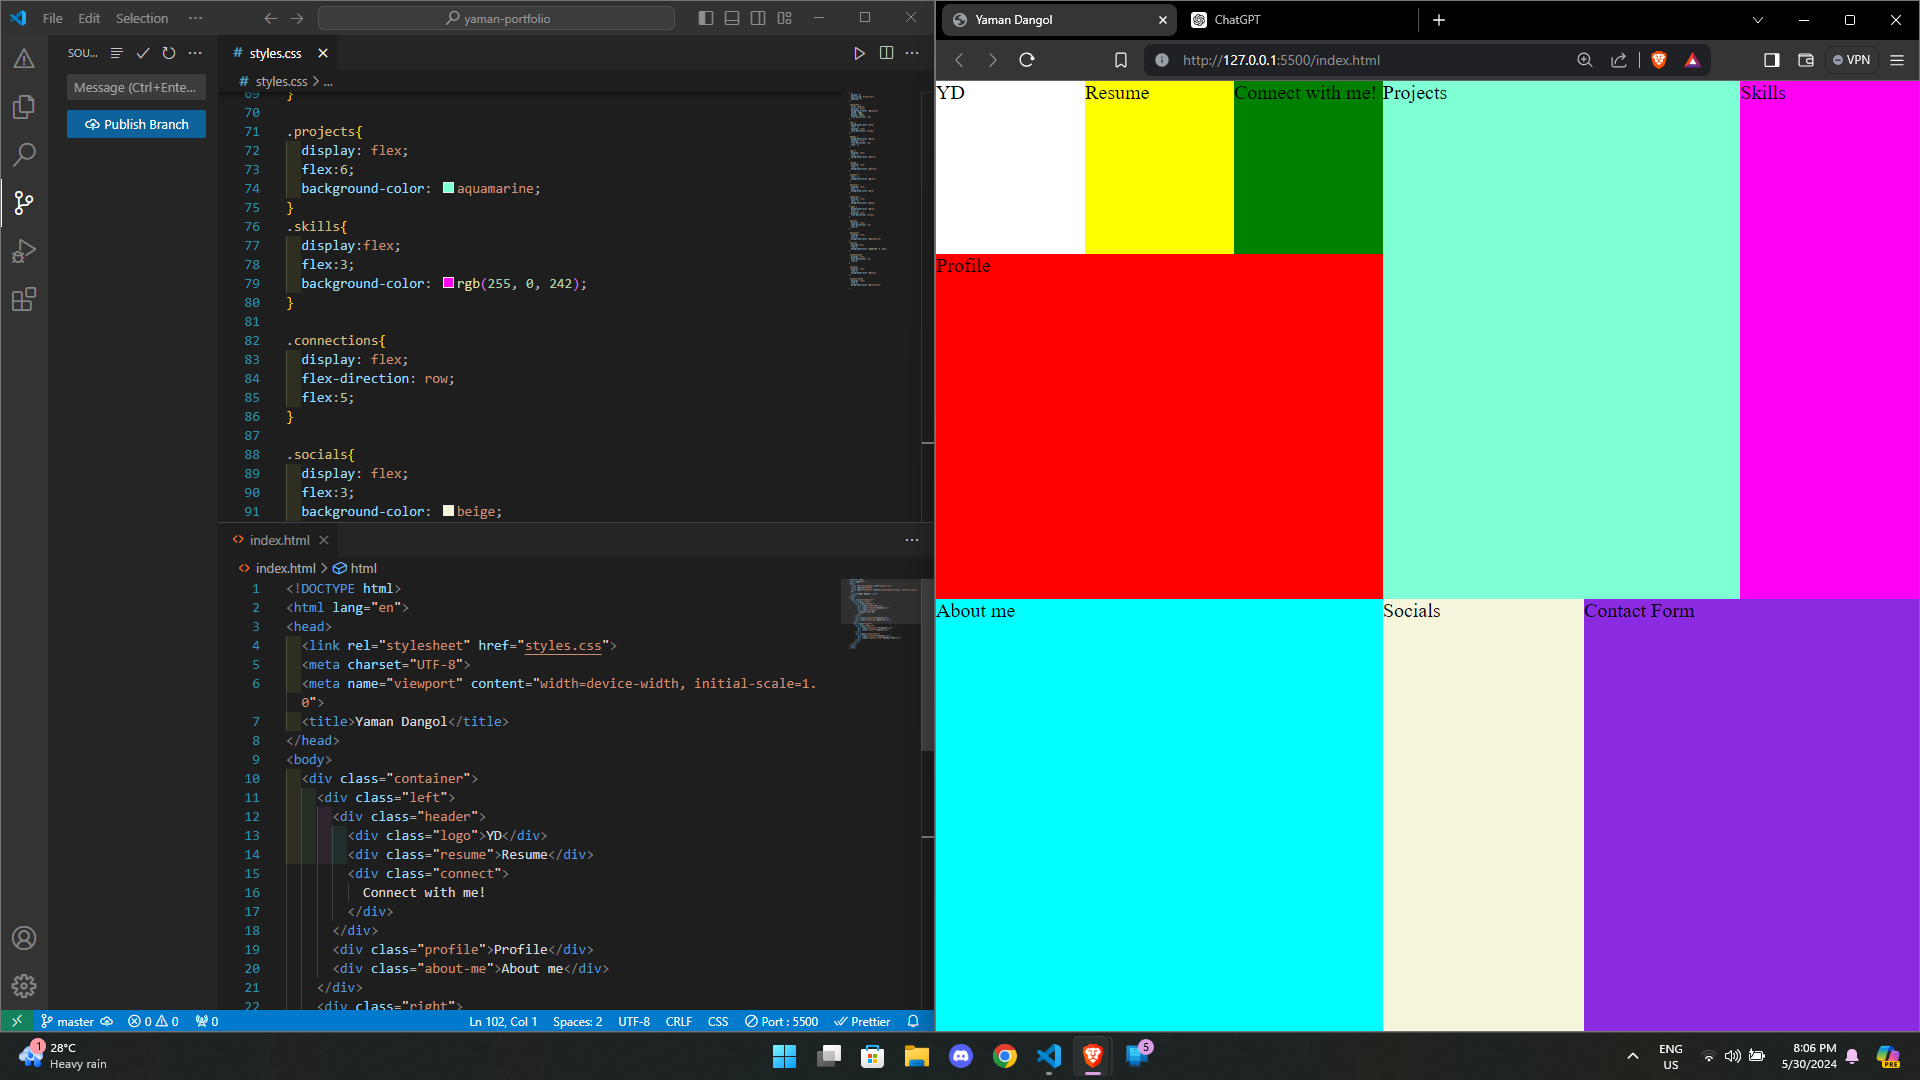 File Edit Selection ···
yaman-portfolio
SOU...
Message (Ctrl+Ente...
Publish Branch
# styles.css
# styles.css > ...
69 }
70
71 .projects{
72 display: flex;
73 flex:6;
74 background-color: aquamarine;
75 }
76 .skills{
77 display:flex;
78 flex:3;
79 background-color: rgb(255, 0, 242);
80 }
81
82 .connections{
83 display: flex;
84 flex-direction: row;
85 flex:5;
86 }
87
88 .socials{
89 display: flex;
90 flex:3;
91 background-color: beige;
<> index.html
<> index.html > html
1 <!DOCTYPE html>
2 <html lang="en">
3 <head>
4 <link rel="stylesheet" href="styles.css">
5 <meta charset="UTF-8">
6 <meta name="viewport" content="width=device-width, initial-scale=1.
0">
7 <title>Yaman Dangol</title>
8 </head>
9 <body>
10 <div class="container">
11 <div class="left">
12 <div class="header">
13 <div class="logo">YD</div>
14 <div class="resume">Resume</div>
15 <div class="connect">
16 Connect with me!
17 </div>
18 </div>
19 <div class="profile">Profile</div>
20 <div class="about-me">About me</div>
21 </div>
22 <div class="right">
master 0 0 0 Ln 102, Col 1 Spaces: 2 UTF-8 CRLF CSS Port : 5500 Prettier
Yaman Dangol
ChatGPT
http://127.0.0.1:5500/index.html
VPN
YD
Resume
Connect with me!
Projects
Skills
Profile
About me
Socials
Contact Form
1
28°C
Heavy rain
5
ENG
US
8:06 PM
5/30/2024
PRE